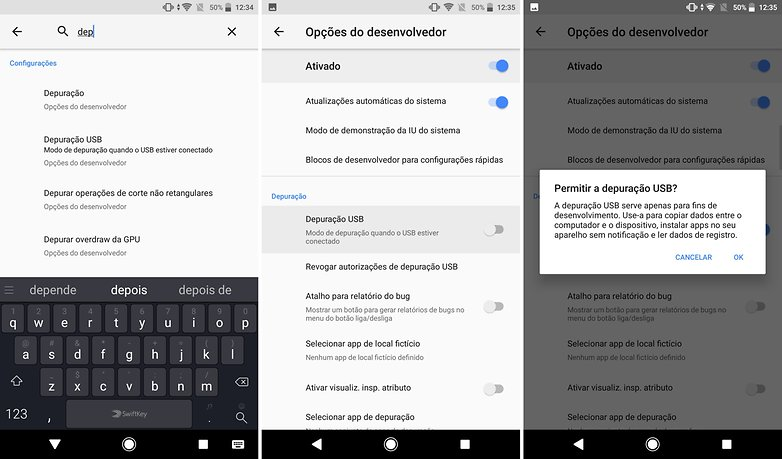 50% 12:34
dep
Configurações
Depuração
Opções do desenvolvedor
Depuração USB
Modo de depuração quando o USB estiver conectado
Opções do desenvolvedor
Depurar operações de corte não retangulares
Opções do desenvolvedor
Depurar overdraw da GPU
Opções do desenvolvedor
depende depois depois de
1 2 3 4 5 6 7 8 9 0
q w e r t y u i o p
a s d f g h j k l
z x c v b n m
123 , SwiftKey .
50% 12:35
Opções do desenvolvedor
Ativado
Atualizações automáticas do sistema
Modo de demonstração da IU do sistema
Blocos de desenvolvedor para configurações rápidas
Depuração
Depuração USB
Modo de depuração quando o USB estiver
conectado
Revogar autorizações de depuração USB
Atalho para relatório do bug
Mostrar um botão para gerar relatórios de bugs no
menu do botão liga/desliga
Selecionar app de local fictício
Nenhum app de local fictício definido
Ativar visualiz. insp. atributo
Selecionar app de depuração
50% 12:35
Opções do desenvolvedor
Ativado
Atualizações automáticas do sistema
Modo de demonstração da IU do sistema
Blocos de desenvolvedor para configurações rápidas
Permitir a depuração USB?
A depuração USB serve apenas para fins de
desenvolvimento. Use-a para copiar dados entre o
computador e o dispositivo, instalar apps no seu
aparelho sem notificação e ler dados de registro.
CANCELAR OK
Atalho para relatório do bug
Mostrar um botão para gerar relatórios de bugs no
menu do botão liga/desliga
Selecionar app de local fictício
Nenhum app de local fictício definido
Ativar visualiz. insp. atributo
Selecionar app de depuração